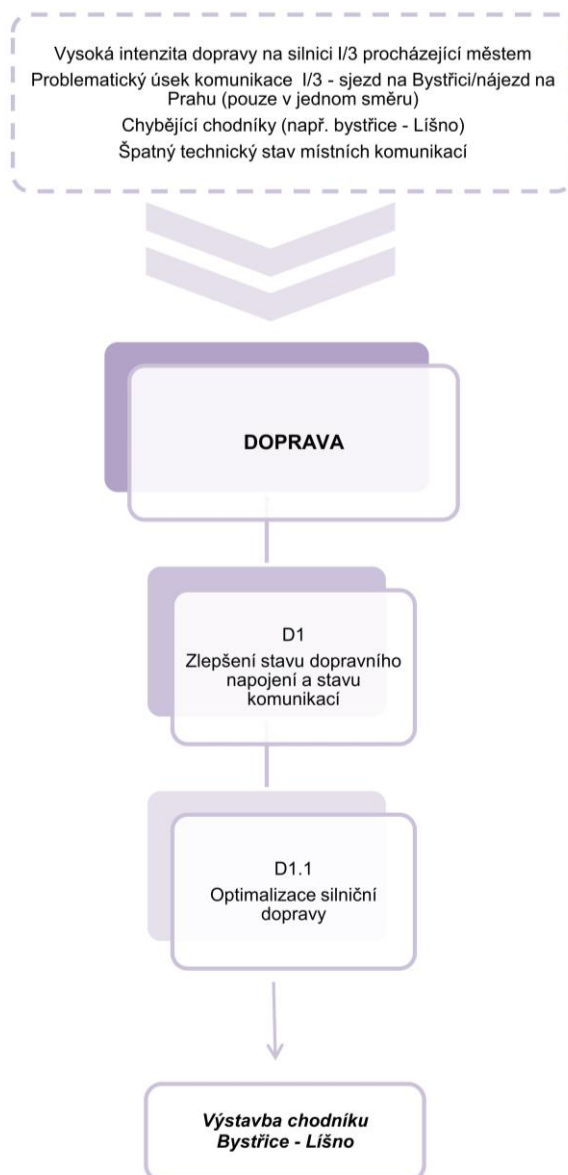 Vysoká intenzita dopravy na silnici I/3 procházející městem
Problematický úsek komunikace I/3 - sjezd na Bystřici/nájezd na
Prahu (pouze v jednom směru)
Chybějící chodníky (např. bystřice - Líšno)
Špatný technický stav místních komunikací
DOPRAVA
D1
Zlepšení stavu dopravního
napojení a stavu
komunikací
D1.1
Optimalizace silniční
dopravy
Výstavba chodníku
Bystřice - Líšno